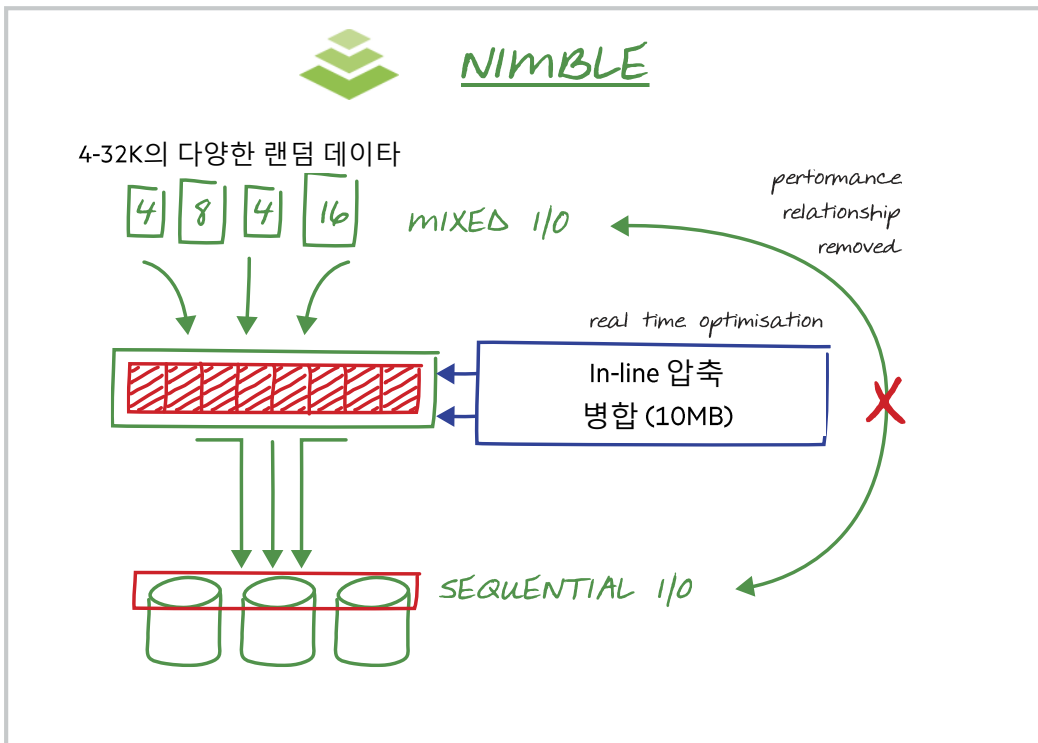 NIMBLE
4-32K의 다양한 랜덤 데이타
4 8 4 16
MIXED I/O
performance
relationship
removed
real time optimisation
In-line 압축
병합 (10MB)
X
SEQUENTIAL I/O